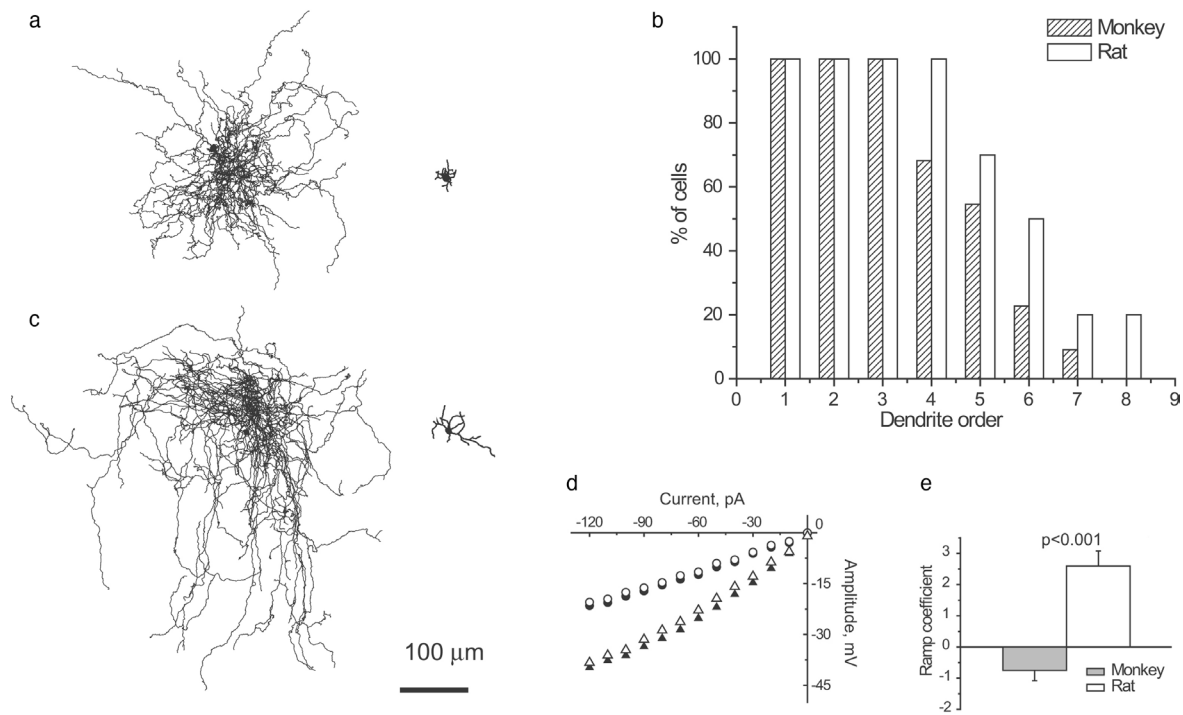 a
c
100 μm
b
Monkey
Rat
100
80
60
40
20
0
% of cells
0 1 2 3 4 5 6 7 8 9
Dendrite order
d
Current, pA
-120 -90 -60 -30 0
-15
-30
-45
Amplitude, mV
e
p<0.001
3
2
1
0
-1
-2
Ramp coefficient
Monkey
Rat